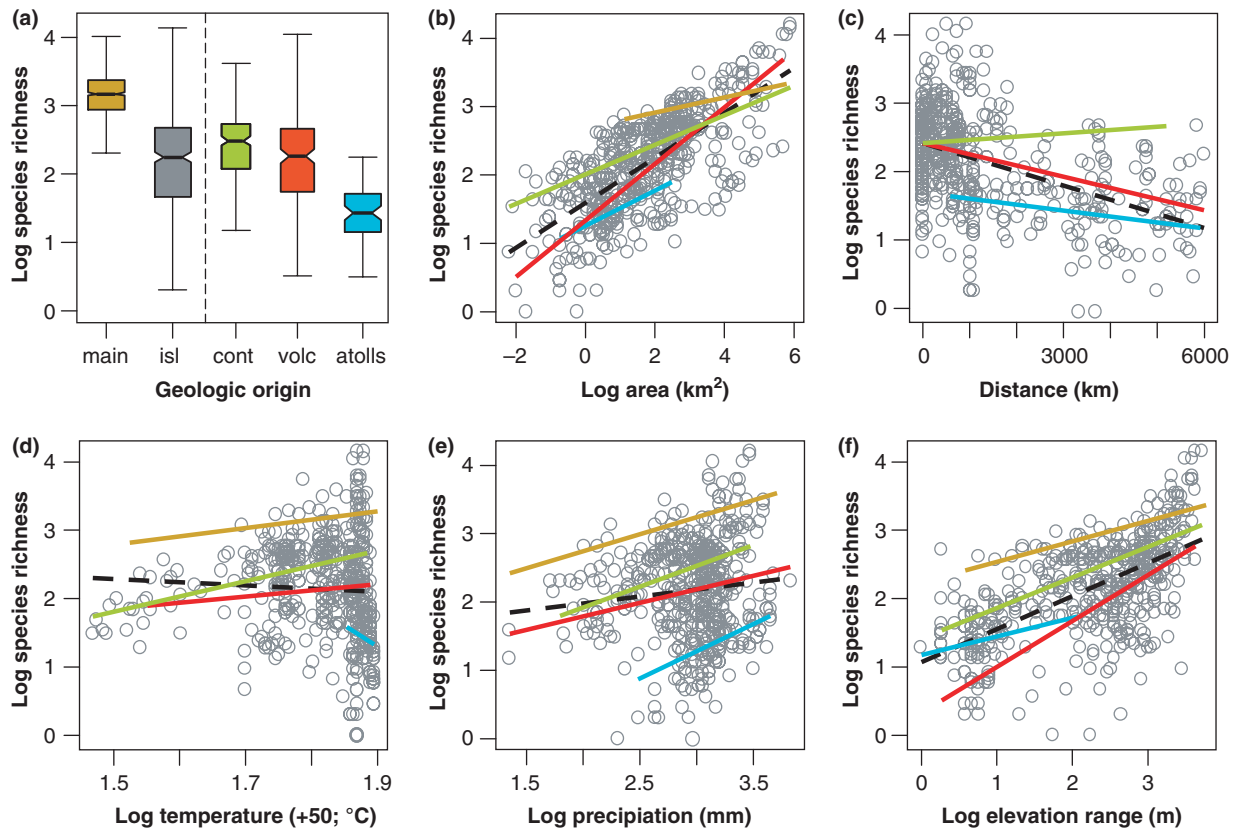 (a)
Log species richness
4
3
2
1
0
main isl cont volc atolls
Geologic origin
(b)
Log species richness
4
3
2
1
0
−2 0 2 4 6
Log area (km²)
(c)
Log species richness
4
3
2
1
0
0 3000 6000
Distance (km)
(d)
Log species richness
4
3
2
1
0
1.5 1.7 1.9
Log temperature (+50; °C)
(e)
Log species richness
4
3
2
1
0
1.5 2.5 3.5
Log precipiation (mm)
(f)
Log species richness
4
3
2
1
0
0 1 2 3
Log elevation range (m)